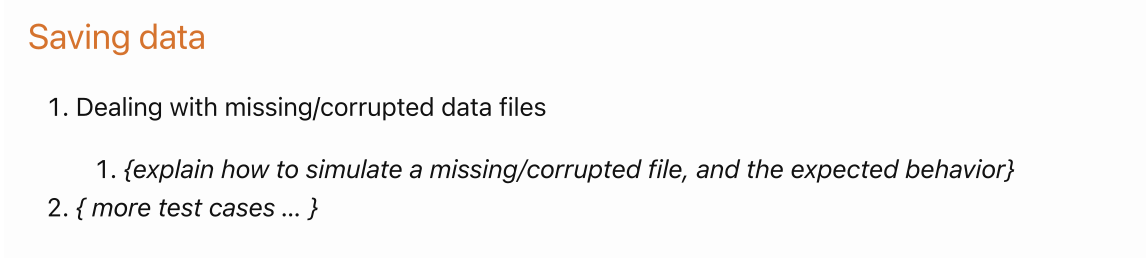 Saving data
1. Dealing with missing/corrupted data files
1. {explain how to simulate a missing/corrupted file, and the expected behavior}
2. { more test cases ... }